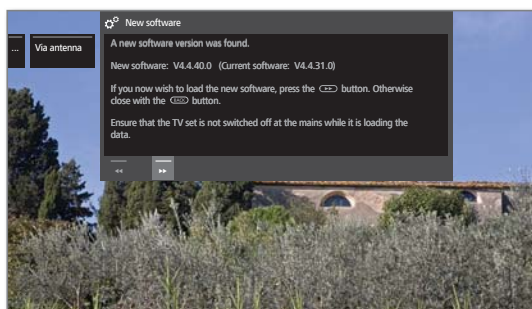 New software
... Via antenna
A new software version was found.
New software: V4.4.40.0 (Current software: V4.4.31.0)
If you now wish to load the new software, press the ▶▶ button. Otherwise
close with the BACK button.
Ensure that the TV set is not switched off at the mains while it is loading the
data.
◀◀ ▶▶